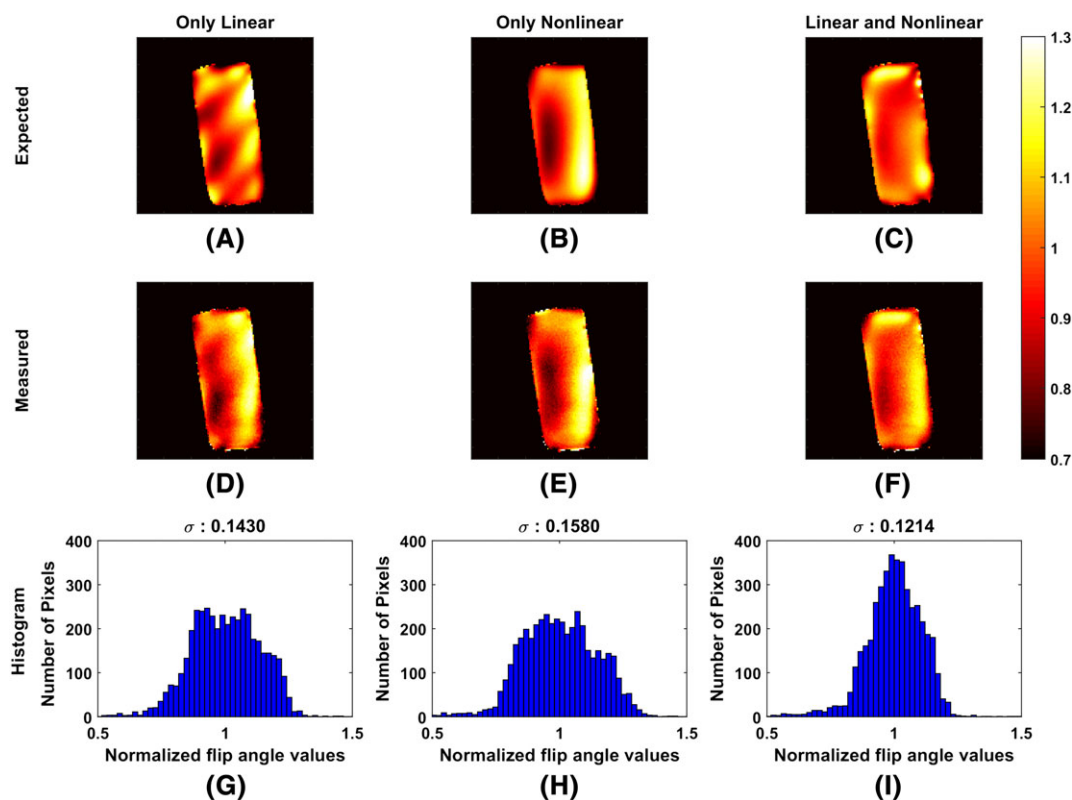 Only Linear
Only Nonlinear
Linear and Nonlinear
Expected
(A)
(B)
(C)
1.3
1.2
1.1
1
0.9
0.8
0.7
Measured
(D)
(E)
(F)
Histogram
σ : 0.1430
Number of Pixels
400
300
200
100
0
0.5
1
1.5
Normalized flip angle values
(G)
σ : 0.1580
Number of Pixels
400
300
200
100
0
0.5
1
1.5
Normalized flip angle values
(H)
σ : 0.1214
Number of Pixels
400
300
200
100
0
0.5
1
1.5
Normalized flip angle values
(I)